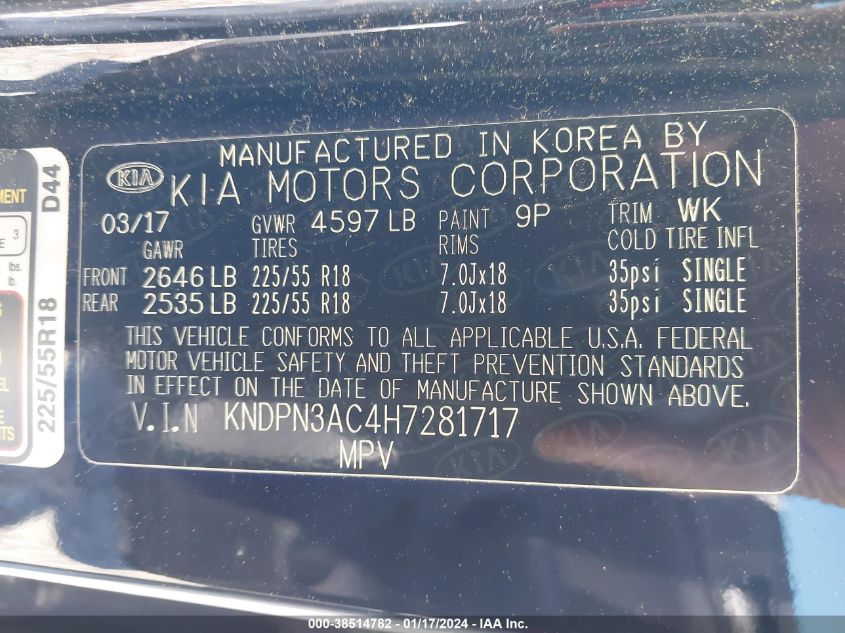 MANUFACTURED IN KOREA BY
KIA KIA MOTORS CORPORATION
03/17 GVWR 4597 LB PAINT 9P TRIM WK
GAWR TIRES RIMS COLD TIRE INFL
FRONT 2646 LB 225/55 R18 7.0Jx18 35psi SINGLE
REAR 2535 LB 225/55 R18 7.0Jx18 35psi SINGLE
THIS VEHICLE CONFORMS TO ALL APPLICABLE U.S.A. FEDERAL
MOTOR VEHICLE SAFETY AND THEFT PREVENTION STANDARDS
IN EFFECT ON THE DATE OF MANUFACTURE SHOWN ABOVE.
V.I.N KNDPN3AC4H7281717
MPV
225/55R18 D44
3
lbs.
lb.
000-38514782 - 01/17/2024 - IAA Inc.